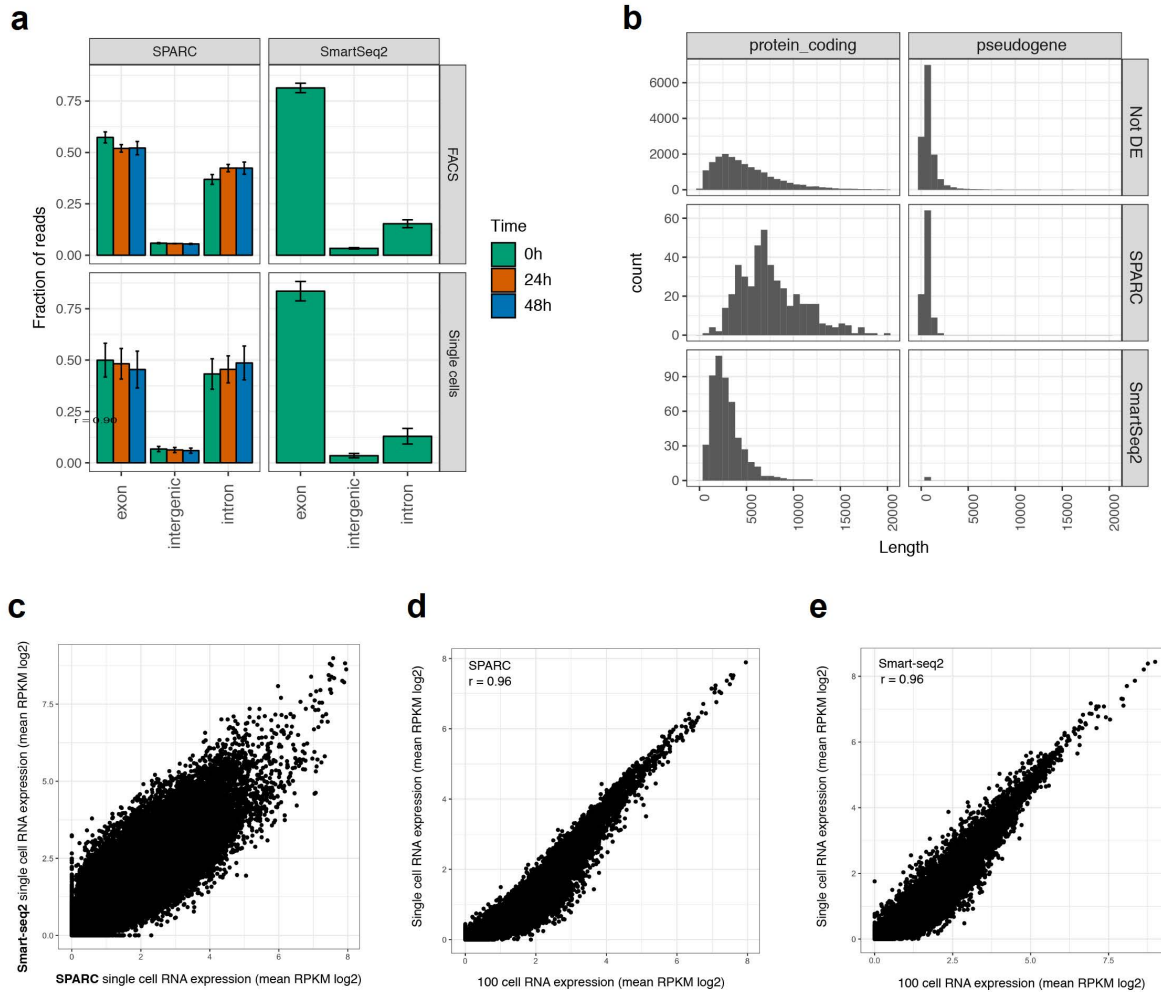 a
SPARC SmartSeq2
0.75
0.50
0.25
0.00
FACS
0.75
0.50
0.25
0.00
Single cells
r = 0.90
Fraction of reads
exon intergenic intron exon intergenic intron
Time
0h
24h
48h
b
protein_coding pseudogene
6000
4000
2000
0
Not DE
60
40
20
0
SPARC
90
60
30
0
SmartSeq2
count
0 5000 10000 15000 20000 0 5000 10000 15000 20000
Length
c
7.5
5.0
2.5
0.0
0 2 4 6 8
Smart-seq2 single cell RNA expression (mean RPKM log2)
SPARC single cell RNA expression (mean RPKM log2)
d
SPARC
r = 0.96
8
6
4
2
0
0 2 4 6 8
Single cell RNA expression (mean RPKM log2)
100 cell RNA expression (mean RPKM log2)
e
Smart-seq2
r = 0.96
8
6
4
2
0
0.0 2.5 5.0 7.5
Single cell RNA expression (mean RPKM log2)
100 cell RNA expression (mean RPKM log2)